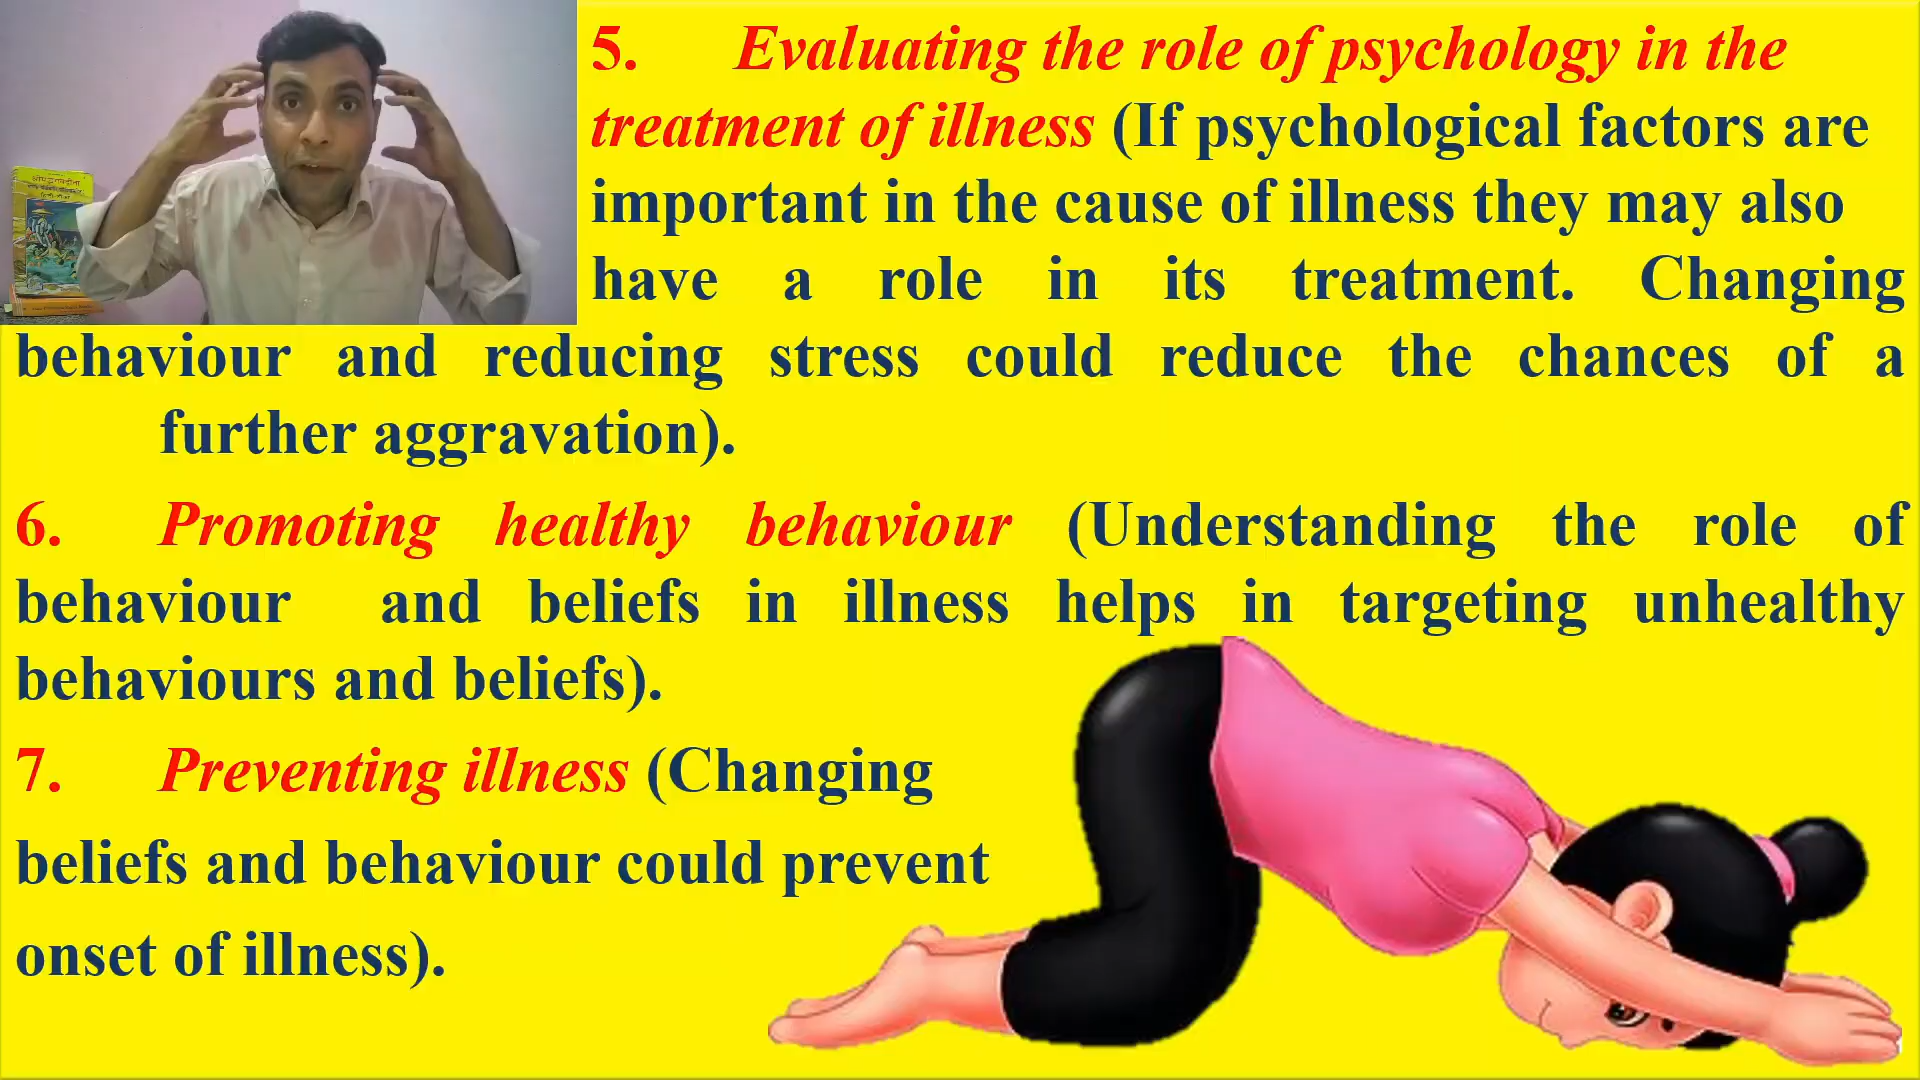 5. Evaluating the role of psychology in the
treatment of illness (If psychological factors are
important in the cause of illness they may also
have a role in its treatment. Changing
behaviour and reducing stress could reduce the chances of a
further aggravation).
6. Promoting healthy behaviour (Understanding the role of
behaviour and beliefs in illness helps in targeting unhealthy
behaviours and beliefs).
7. Preventing illness (Changing
beliefs and behaviour could prevent
onset of illness).